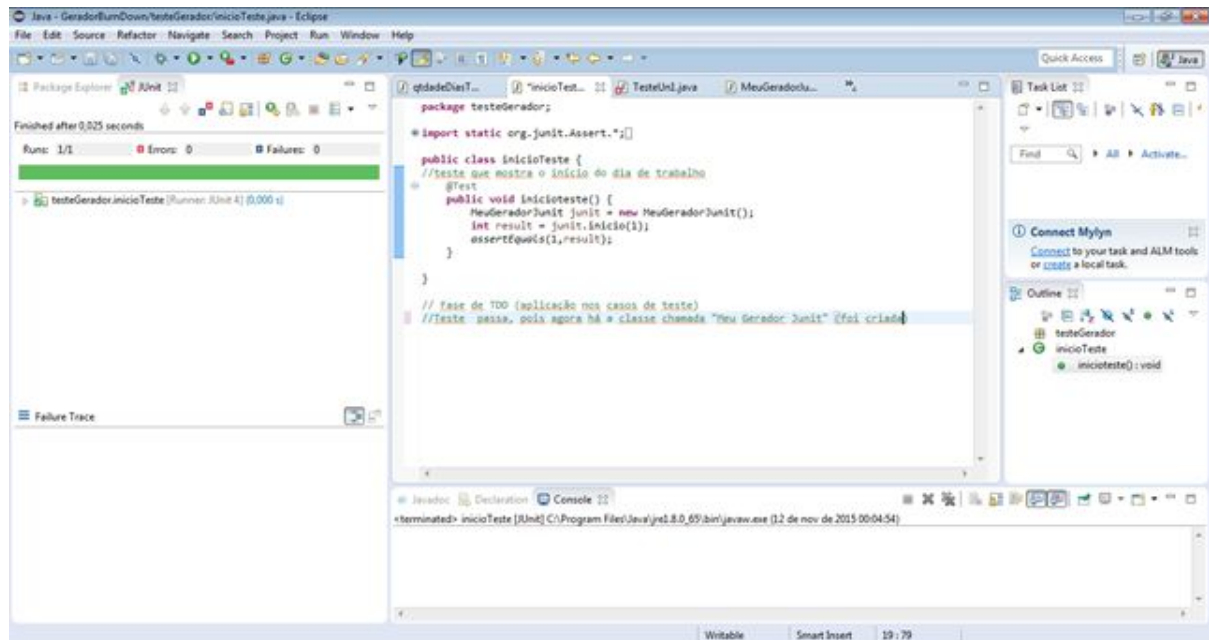 Java - GeradorBurnDown/testeGerador/inicioTeste.java - Eclipse
File Edit Source Refactor Navigate Search Project Run Window Help
Quick Access
Java
Package Explorer
JUnit
Finished after 0,025 seconds
Runs: 1/1
Errors: 0
Failures: 0
testeGerador.inicioTeste [Runner: JUnit 4] (0,000 s)
Failure Trace
qtdadeDiasT...
*inicioTest...
TesteUn1.java
MeuGeradorJu...
package testeGerador;
import static org.junit.Assert.*;
public class inicioTeste {
//teste que mostra o inicio do dia de trabalho
@Test
public void inicioteste() {
MeuGeradorJunit junit = new MeuGeradorJunit();
int result = junit.inicio(1);
assertEquals(1,result);
}
}
// fase de TDD (aplicação nos casos de teste)
//Teste passa, pois agora há a classe chamada "Meu Gerador Junit" (foi criada)
Task List
Find
All
Activate...
Connect Mylyn
Connect to your task and ALM tools
or create a local task.
Outline
testeGerador
inicioTeste
inicioteste() : void
Javadoc
Declaration
Console
<terminated> inicioTeste [JUnit] C:\Program Files\Java\jre1.8.0_65\bin\javaw.exe (12 de nov de 2015 00:04:54)
Writable
Smart Insert
19 : 79